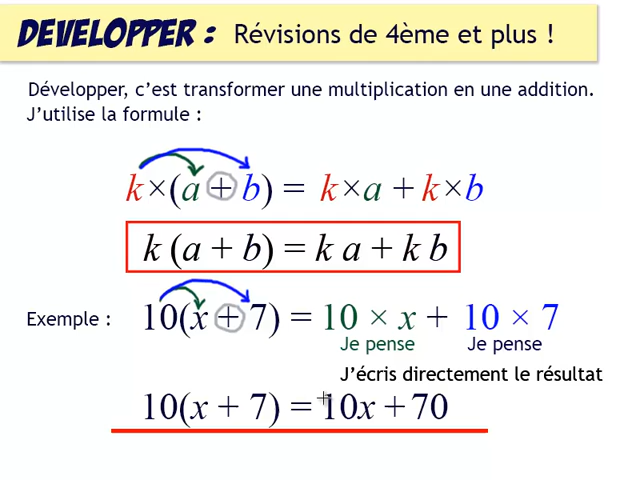 DEVELOPPER : Révisions de 4ème et plus !
Développer, c'est transformer une multiplication en une addition.
J'utilise la formule :
k×(a + b) = k×a + k×b
k (a + b) = k a + k b
Exemple : 10(x + 7) = 10 × x + 10 × 7
Je pense Je pense
J'écris directement le résultat
10(x + 7) = 10x + 70